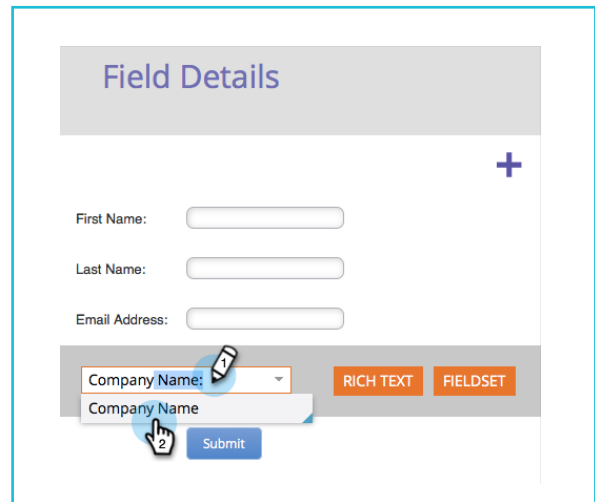 Field Details
+
First Name:
Last Name:
Email Address:
Company Name: 1 RICH TEXT FIELDSET
Company Name
2 Submit